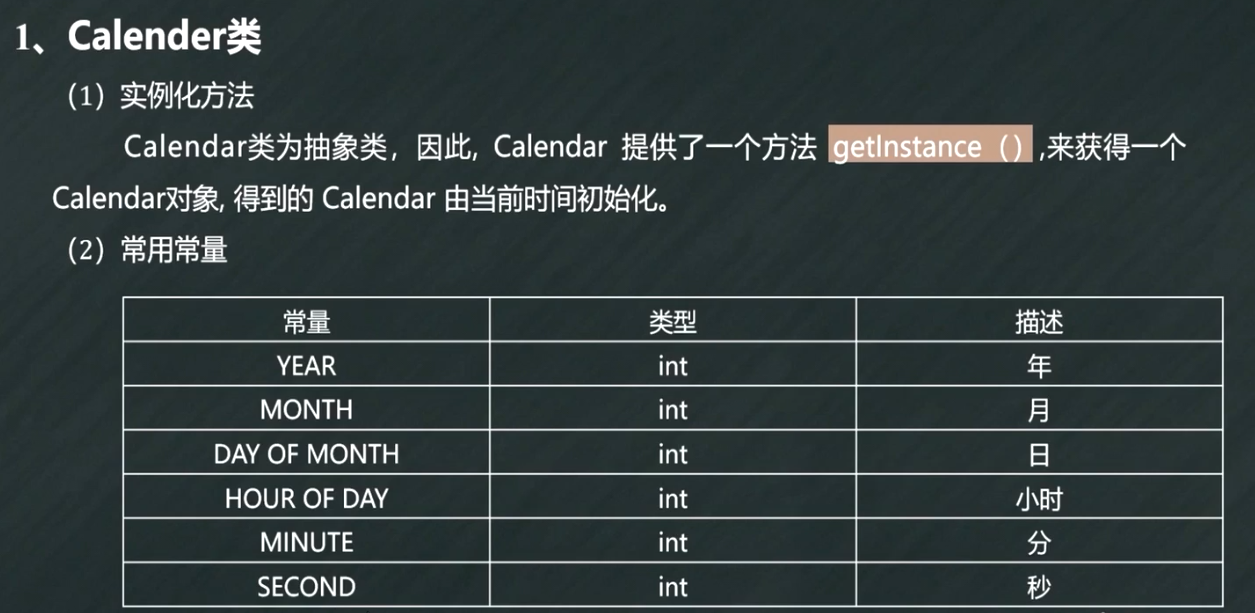 1、Calender类
（1）实例化方法
Calendar类为抽象类，因此, Calendar 提供了一个方法 getInstance（）,来获得一个
Calendar对象, 得到的 Calendar 由当前时间初始化。
（2）常用常量
常量 类型 描述
YEAR int 年
MONTH int 月
DAY OF MONTH int 日
HOUR OF DAY int 小时
MINUTE int 分
SECOND int 秒